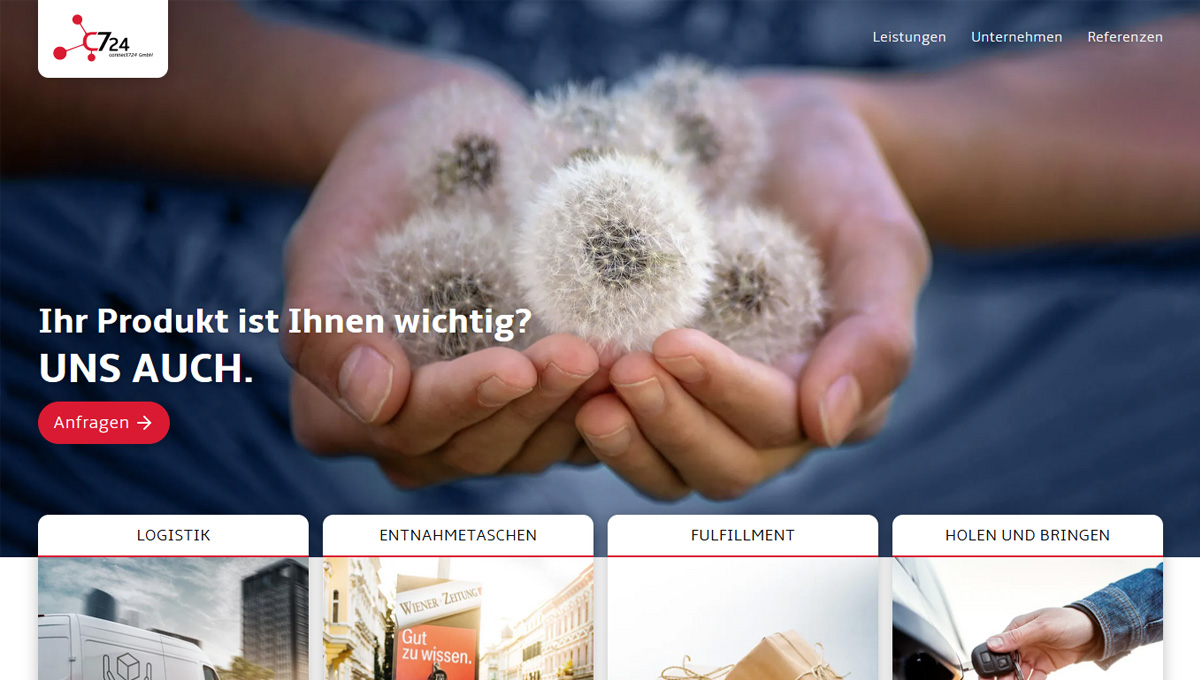 C724
connect724 GmbH
Leistungen
Unternehmen
Referenzen
Ihr Produkt ist Ihnen wichtig?
UNS AUCH.
Anfragen →
LOGISTIK
ENTNAHMETASCHEN
FULFILLMENT
HOLEN UND BRINGEN
WIENER ZEITUNG
Gut
zu wissen.